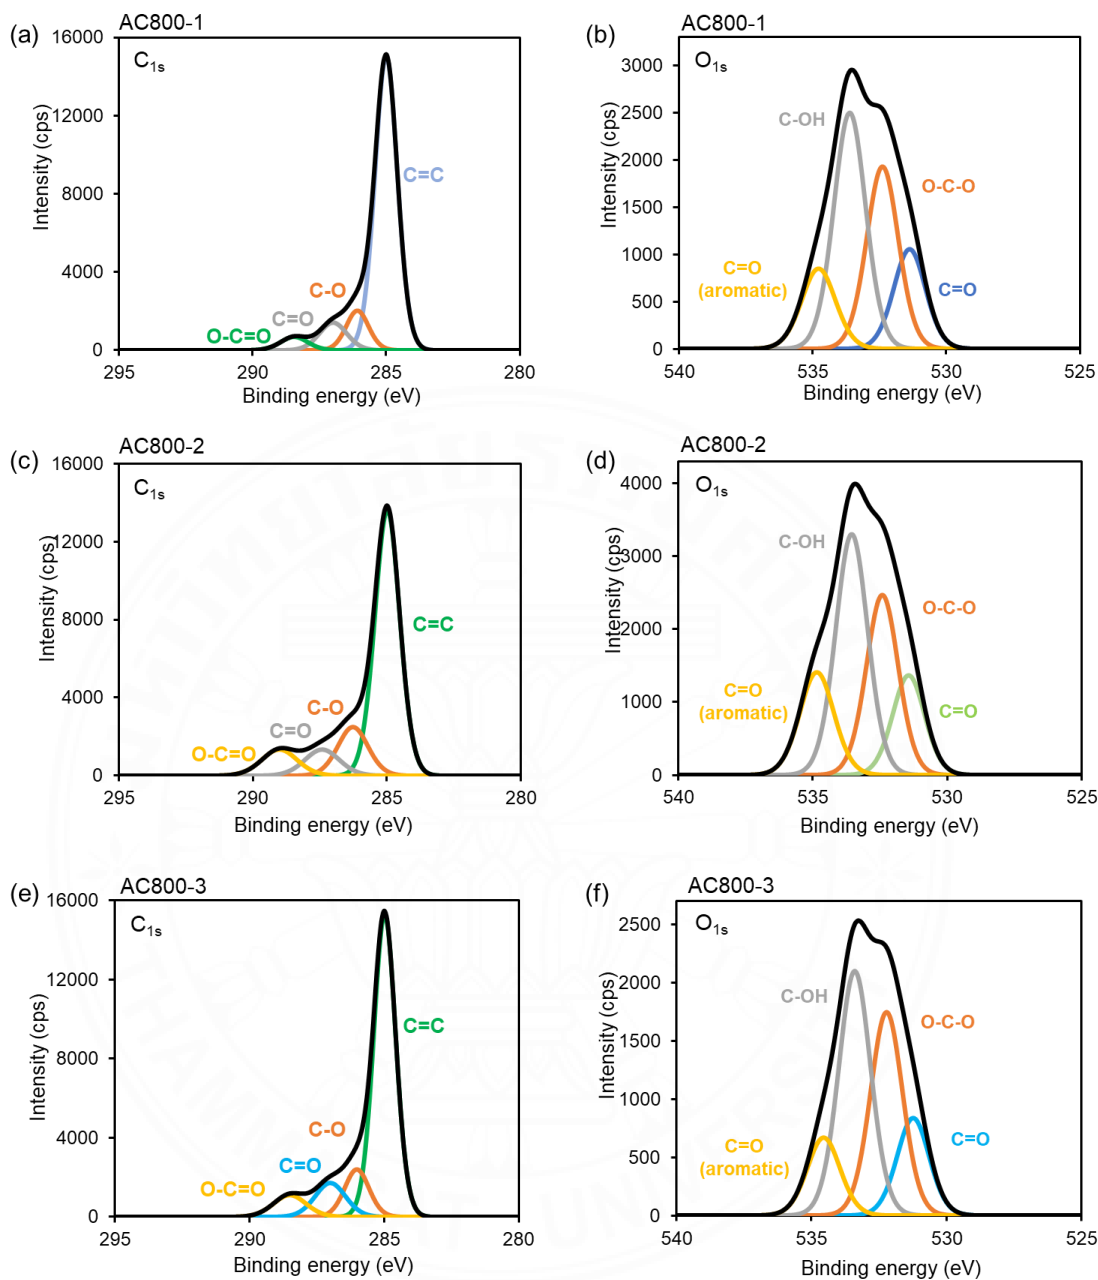 (a)
AC800-1
C1s
16000
12000
8000
4000
0
Intensity (cps)
C=C
C-O
C=O
O-C=O
295
290
285
280
Binding energy (eV)
(b)
AC800-1
O1s
3000
2500
2000
1500
1000
500
0
Intensity (cps)
C-OH
O-C-O
C=O
(aromatic)
C=O
540
535
530
525
Binding energy (eV)
(c)
AC800-2
C1s
16000
12000
8000
4000
0
Intensity (cps)
C=C
C-O
C=O
O-C=O
295
290
285
280
Binding energy (eV)
(d)
AC800-2
O1s
4000
3000
2000
1000
0
Intensity (cps)
C-OH
O-C-O
C=O
(aromatic)
C=O
540
535
530
525
Binding energy (eV)
(e)
AC800-3
C1s
16000
12000
8000
4000
0
Intensity (cps)
C=C
C-O
C=O
O-C=O
295
290
285
280
Binding energy (eV)
(f)
AC800-3
O1s
2500
2000
1500
1000
500
0
Intensity (cps)
C-OH
O-C-O
C=O
(aromatic)
C=O
540
535
530
525
Binding energy (eV)